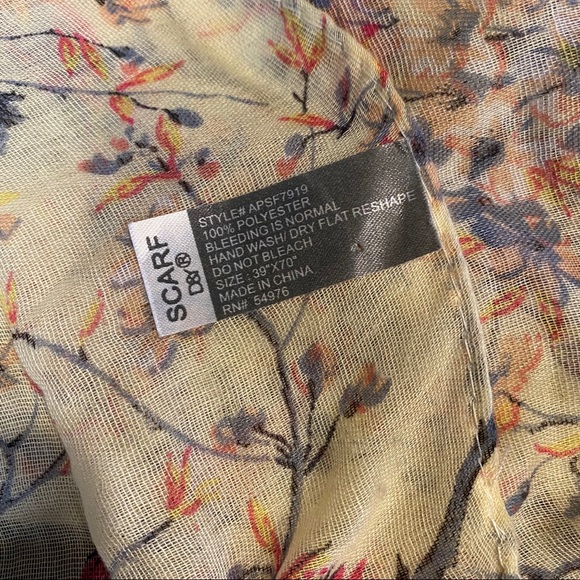 SCARF
D&Y®
STYLE# APSF7919
100% POLYESTER
BLEEDING IS NORMAL
HAND WASH/ DRY FLAT RESHAPE
DO NOT BLEACH
SIZE : 39"X70"
MADE IN CHINA
RN# 54976